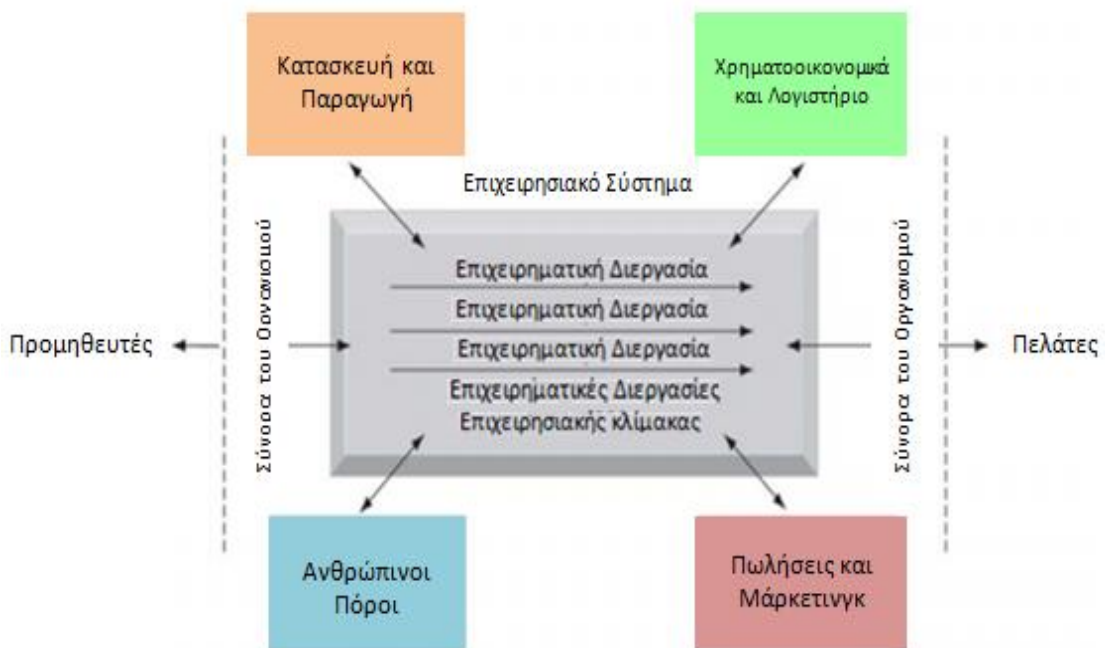 Κατασκευή και
Παραγωγή
Χρηματοοικονομικά
και Λογιστήριο
Επιχειρησιακό Σύστημα
Σύνορα του Οργανισμού
Επιχειρηματική Διεργασία
Επιχειρηματική Διεργασία
Επιχειρηματική Διεργασία
Επιχειρηματικές Διεργασίες
Επιχειρησιακής κλίμακας
Σύνορα του Οργανισμού
Προμηθευτές
Πελάτες
Ανθρώπινοι
Πόροι
Πωλήσεις και
Μάρκετινγκ